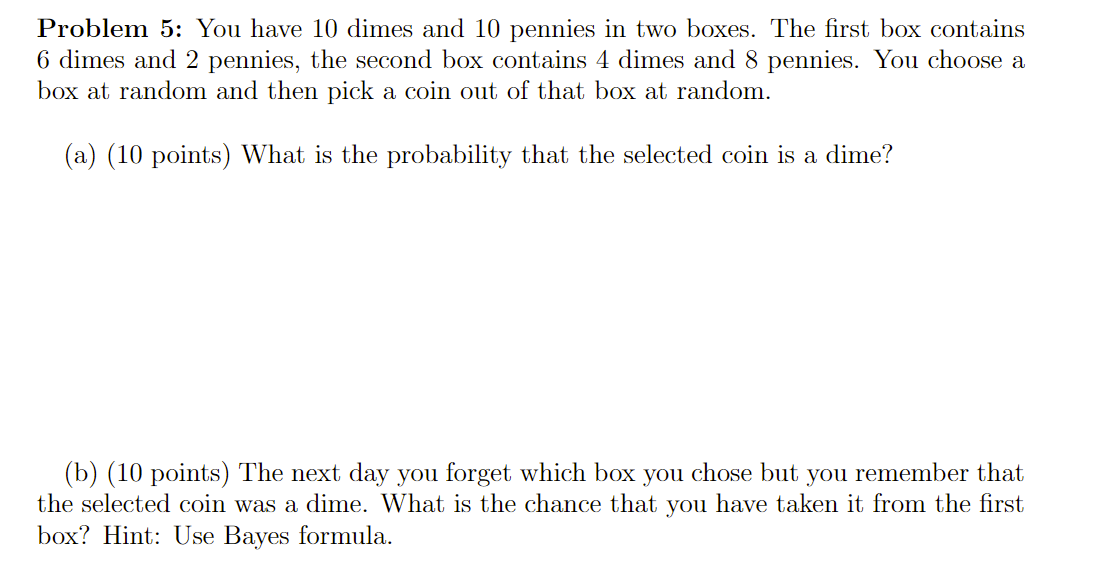 Problem 5: You have 10 dimes and 10 pennies in two boxes. The first box contains
6 dimes and 2 pennies, the second box contains 4 dimes and 8 pennies. You choose a
box at random and then pick a coin out of that box at random.
(a) (10 points) What is the probability that the selected coin is a dime?
(b) (10 points) The next day you forget which box you chose but you remember that
the selected coin was a dime. What is the chance that you have taken it from the first
box? Hint: Use Bayes formula.